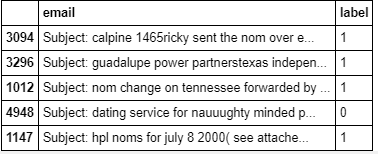 email label
3094 Subject: calpine 1465ricky sent the nom over e... 1
3296 Subject: guadalupe power partnerstexas indepen... 1
1012 Subject: nom change on tennessee forwarded by ... 1
4948 Subject: dating service for nauuughty minded p... 0
1147 Subject: hpl noms for july 8 2000( see attache... 1